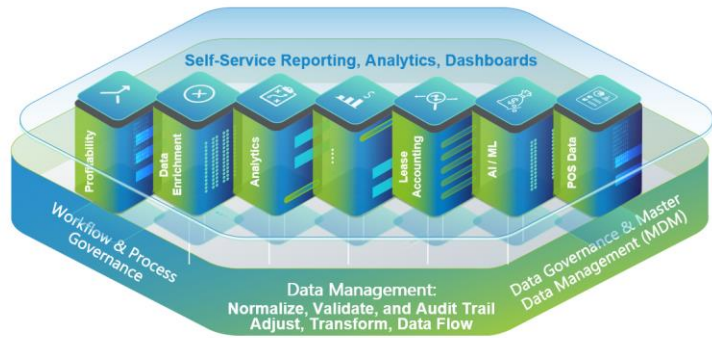 Self-Service Reporting, Analytics, Dashboards
Profitability
Data
Enrichment
Analytics
....
Lease
Accounting
AI / ML
POS Data
Workflow & Process
Governance
Data Management:
Normalize, Validate, and Audit Trail
Adjust, Transform, Data Flow
Data Governance & Master
Data Management (MDM)